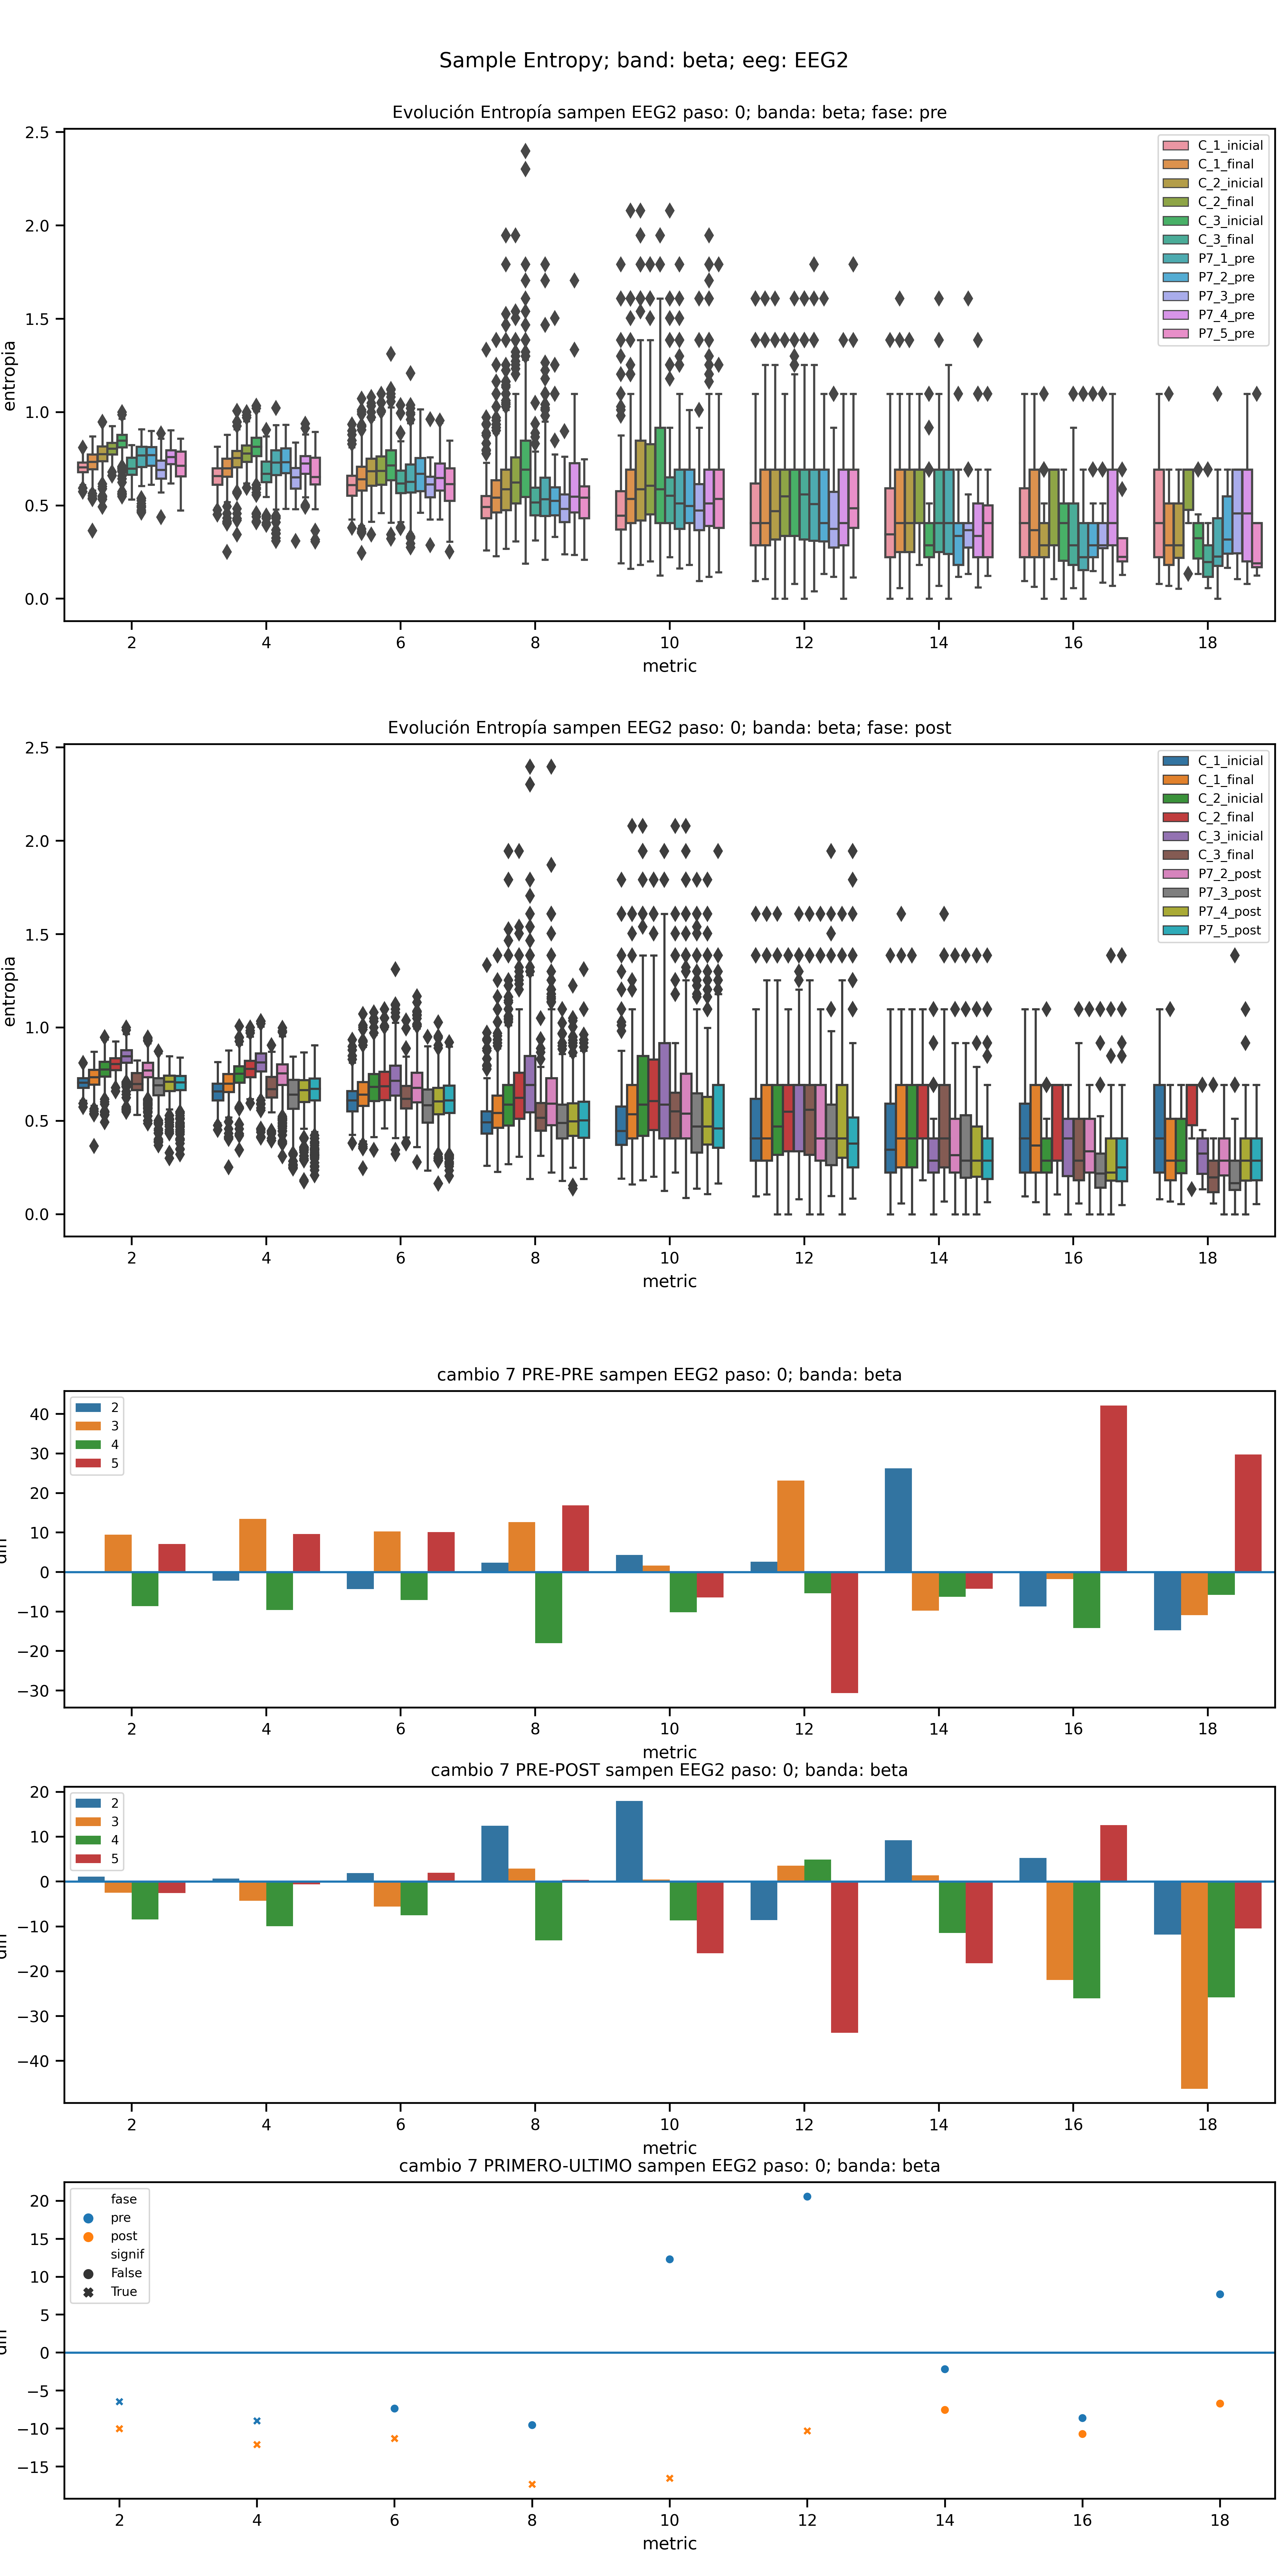 Sample Entropy; band: beta; eeg: EEG2
Evolución Entropía sampen EEG2 paso: 0; banda: beta; fase: pre
entropia
2.5
2.0
1.5
1.0
0.5
0.0
C_1_inicial
C_1_final
C_2_inicial
C_2_final
C_3_inicial
C_3_final
P7_1_pre
P7_2_pre
P7_3_pre
P7_4_pre
P7_5_pre
2 4 6 8 10 12 14 16 18
metric
Evolución Entropía sampen EEG2 paso: 0; banda: beta; fase: post
entropia
2.5
2.0
1.5
1.0
0.5
0.0
C_1_inicial
C_1_final
C_2_inicial
C_2_final
C_3_inicial
C_3_final
P7_2_post
P7_3_post
P7_4_post
P7_5_post
2 4 6 8 10 12 14 16 18
metric
cambio 7 PRE-PRE sampen EEG2 paso: 0; banda: beta
40
30
20
10
0
−10
−20
−30
2
3
4
5
2 4 6 8 10 12 14 16 18
metric
cambio 7 PRE-POST sampen EEG2 paso: 0; banda: beta
20
10
0
−10
−20
−30
−40
2
3
4
5
2 4 6 8 10 12 14 16 18
metric
cambio 7 PRIMERO-ULTIMO sampen EEG2 paso: 0; banda: beta
20
15
10
5
0
−5
−10
−15
fase
pre
post
signif
False
True
2 4 6 8 10 12 14 16 18
metric